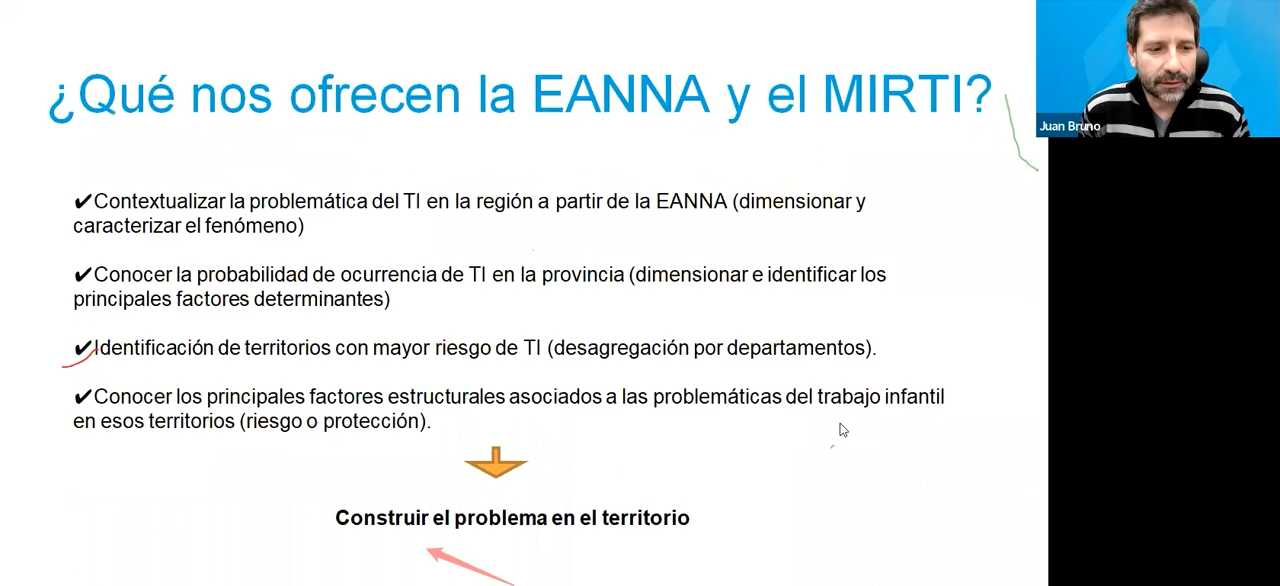 ¿Qué nos ofrecen la EANNA y el MIRTI?
Juan Bruno
✔Contextualizar la problemática del TI en la región a partir de la EANNA (dimensionar y
caracterizar el fenómeno)
✔Conocer la probabilidad de ocurrencia de TI en la provincia (dimensionar e identificar los
principales factores determinantes)
✔Identificación de territorios con mayor riesgo de TI (desagregación por departamentos).
✔Conocer los principales factores estructurales asociados a las problemáticas del trabajo infantil
en esos territorios (riesgo o protección).
Construir el problema en el territorio